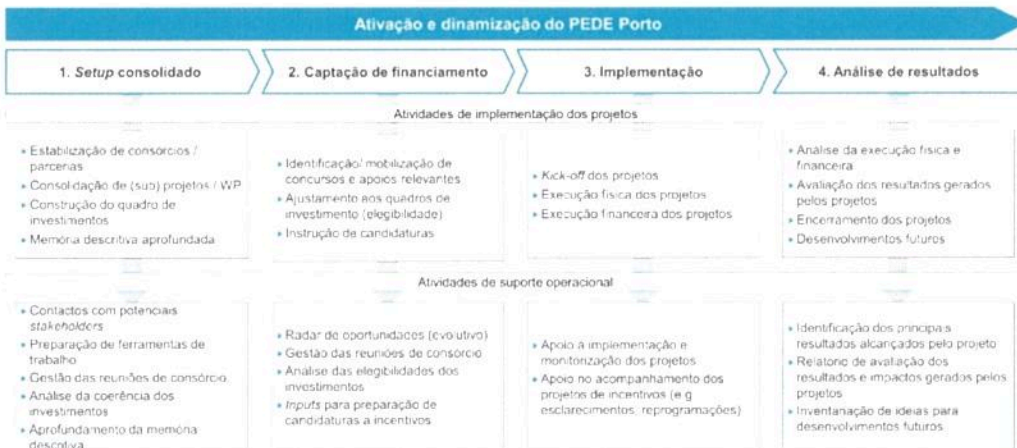 Ativação e dinamização do PEDE Porto
1. Setup consolidado
2. Captação de financiamento
3. Implementação
4. Análise de resultados
Atividades de implementação dos projetos
• Estabilização de consórcios /
parcerias
• Consolidação de (sub) projetos / WP
• Construção do quadro de
investimentos
• Memória descritiva aprofundada
• Identificação/ mobilização de
concursos e apoios relevantes
• Ajustamento aos quadros de
investimento (elegibilidade)
• Instrução de candidaturas
• Kick-off dos projetos
• Execução física dos projetos
• Execução financeira dos projetos
• Análise da execução física e
financeira
• Avaliação dos resultados gerados
pelos projetos
• Encerramento dos projetos
• Desenvolvimentos futuros
Atividades de suporte operacional
• Contactos com potenciais
stakeholders
• Preparação de ferramentas de
trabalho
• Gestão das reuniões de consórcio
• Análise da coerência dos
investimentos
• Aprofundamento da memória
descritiva
• Radar de oportunidades (evolutivo)
• Gestão das reuniões de consórcio
• Análise das elegibilidades dos
investimentos
• Inputs para preparação de
candidaturas a incentivos
• Apoio à implementação e
monitorização dos projetos
• Apoio no acompanhamento dos
projetos de incentivos (e.g.
esclarecimentos, reprogramações)
• Identificação dos principais
resultados alcançados pelo projeto
• Relatório de avaliação dos
resultados e impactos gerados pelos
projetos
• Inventariação de ideias para
desenvolvimentos futuros